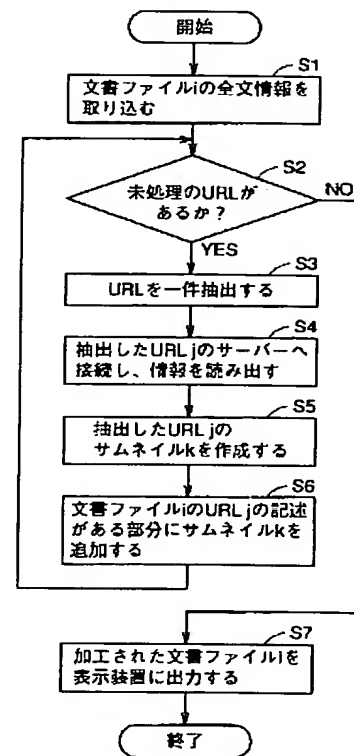 開始
S1
文書ファイルiの全文情報を
取り込む
S2
未処理のURLが
あるか？
NO
YES
S3
URLを一件抽出する
S4
抽出したURLjのサーバーへ
接続し、情報を読み出す
S5
抽出したURLjの
サムネイルkを作成する
S6
文書ファイルiのURLjの記述
がある部分にサムネイルkを
追加する
S7
加工された文書ファイルiを
表示装置に出力する
終了